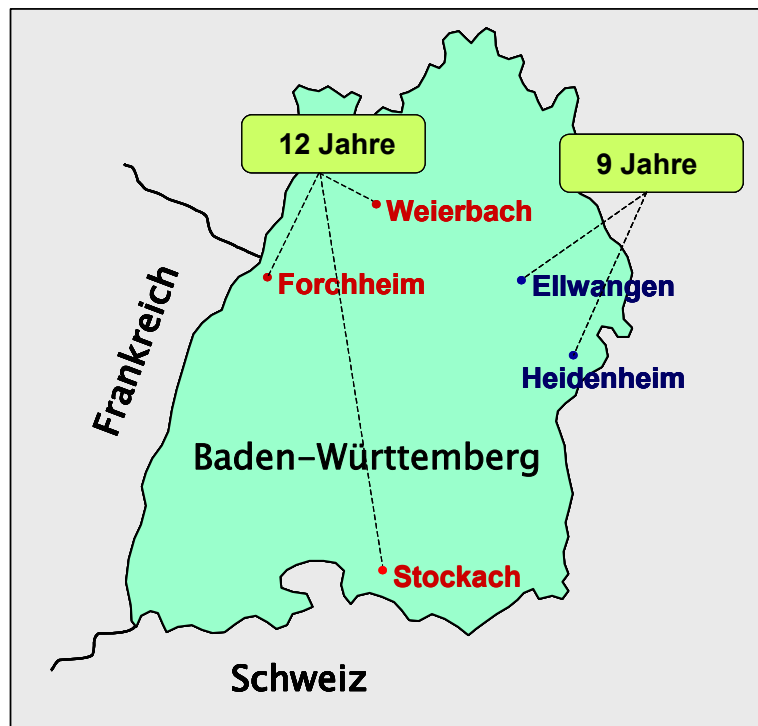 12 Jahre
9 Jahre
Weierbach
Forchheim
Ellwangen
Frankreich
Heidenheim
Baden-Württemberg
Stockach
Schweiz